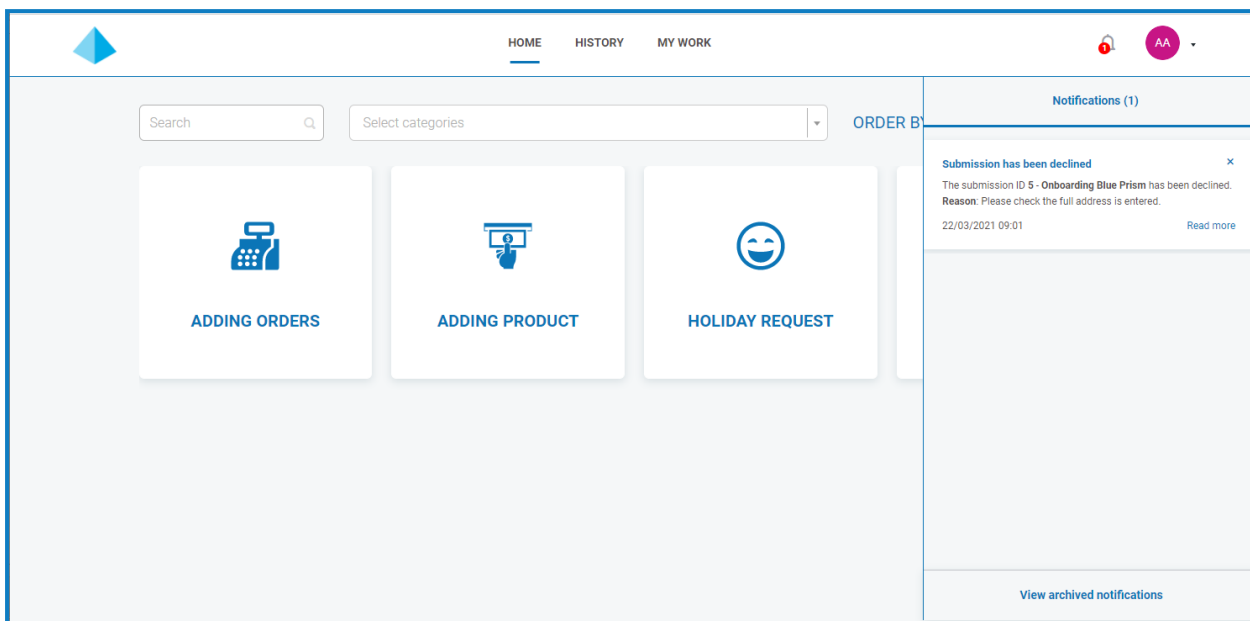 HOME HISTORY MY WORK
1
AA
Search
Select categories
ORDER BY
Notifications (1)
Submission has been declined
The submission ID 5 - Onboarding Blue Prism has been declined.
Reason: Please check the full address is entered.
22/03/2021 09:01 Read more
ADDING ORDERS
ADDING PRODUCT
HOLIDAY REQUEST
View archived notifications